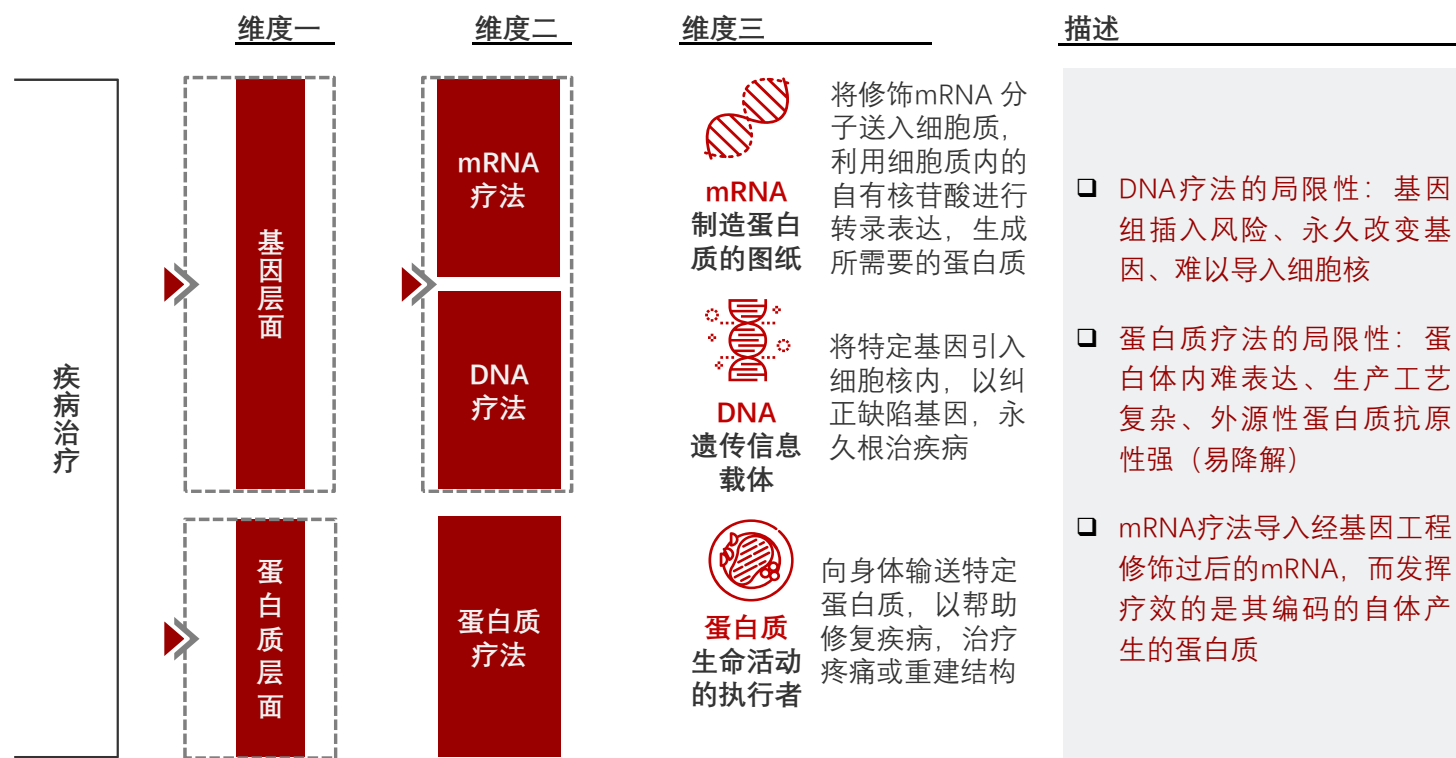 维度一
维度二
维度三
描述
疾病治疗
基因层面
mRNA
疗法
DNA
疗法
蛋白质层面
蛋白质
疗法
mRNA
制造蛋白
质的图纸
将修饰mRNA 分
子送入细胞质，
利用细胞质内的
自有核苷酸进行
转录表达，生成
所需要的蛋白质
DNA
遗传信息
载体
将特定基因引入
细胞核内，以纠
正缺陷基因，永
久根治疾病
蛋白质
生命活动
的执行者
向身体输送特定
蛋白质，以帮助
修复疾病，治疗
疼痛或重建结构
DNA疗法的局限性：基因
组插入风险、永久改变基
因、难以导入细胞核
蛋白质疗法的局限性：蛋
白体内难表达、生产工艺
复杂、外源性蛋白质抗原
性强（易降解）
mRNA疗法导入经基因工程
修饰过后的mRNA，而发挥
疗效的是其编码的自体产
生的蛋白质